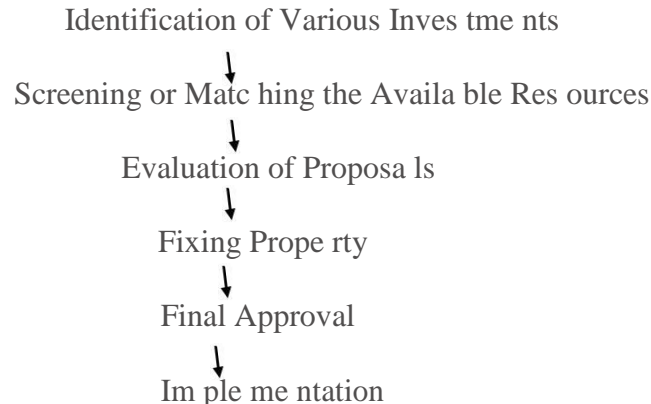 Identification of Various Inves tme nts
Screening or Matc hing the Availa ble Res ources
Evaluation of Proposa ls
Fixing Prope rty
Final Approval
Im ple me ntation